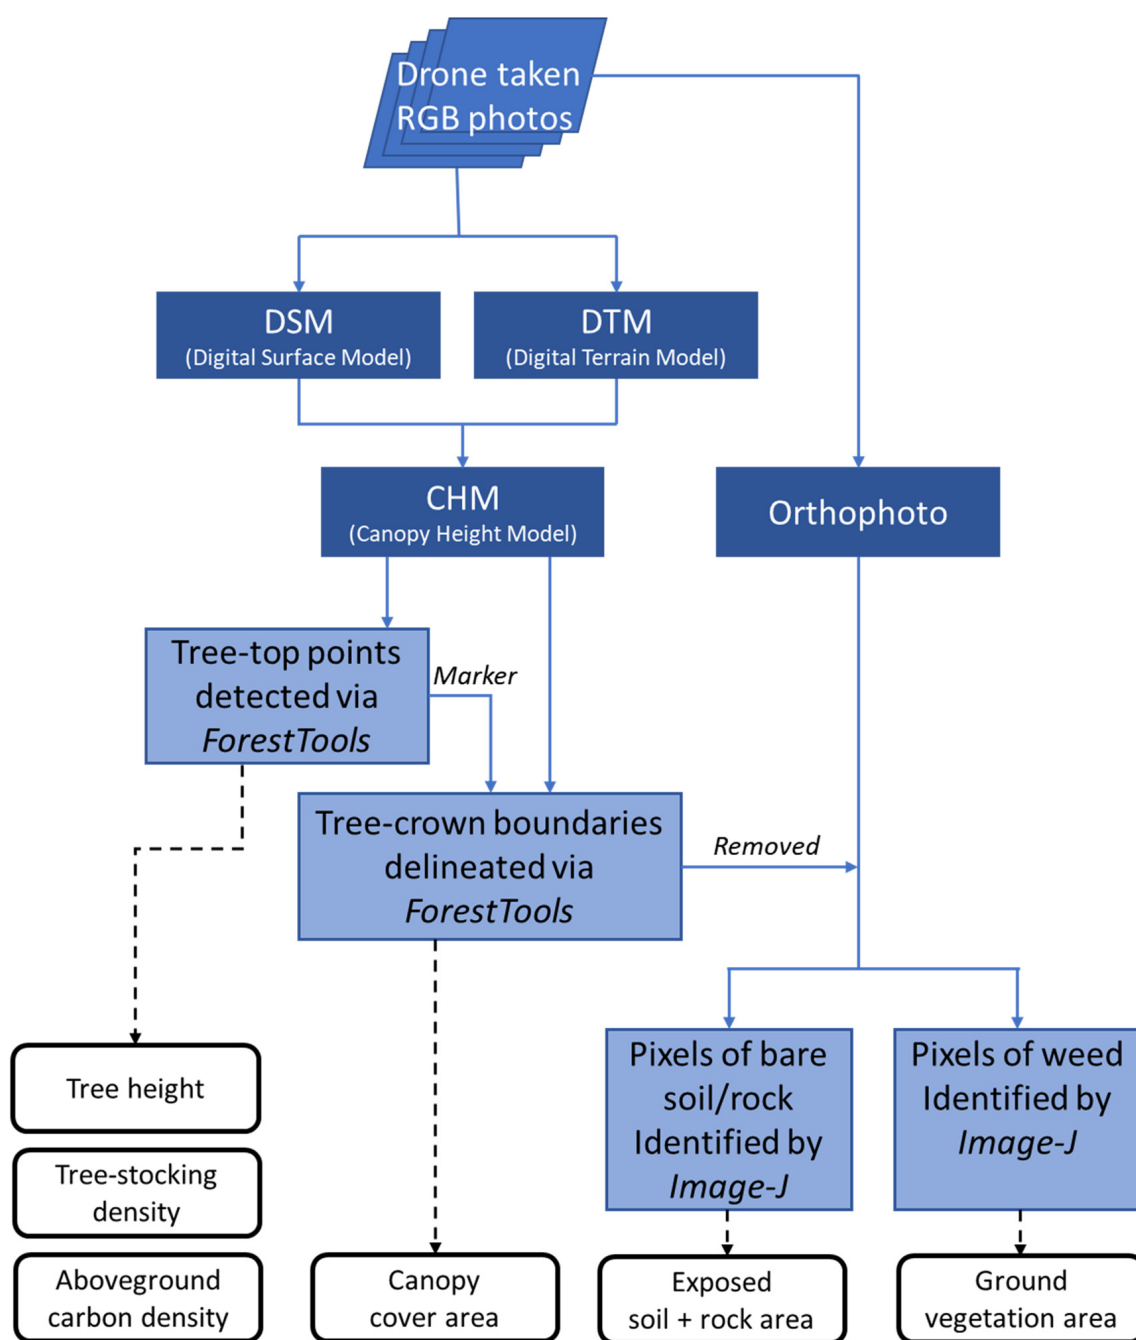 Drone taken
RGB photos
DSM
(Digital Surface Model)
DTM
(Digital Terrain Model)
CHM
(Canopy Height Model)
Orthophoto
Tree-top points
detected via
ForestTools
Marker
Tree-crown boundaries
delineated via
ForestTools
Removed
Pixels of bare
soil/rock
Identified by
Image-J
Pixels of weed
Identified by
Image-J
Tree height
Tree-stocking
density
Aboveground
carbon density
Canopy
cover area
Exposed
soil + rock area
Ground
vegetation area